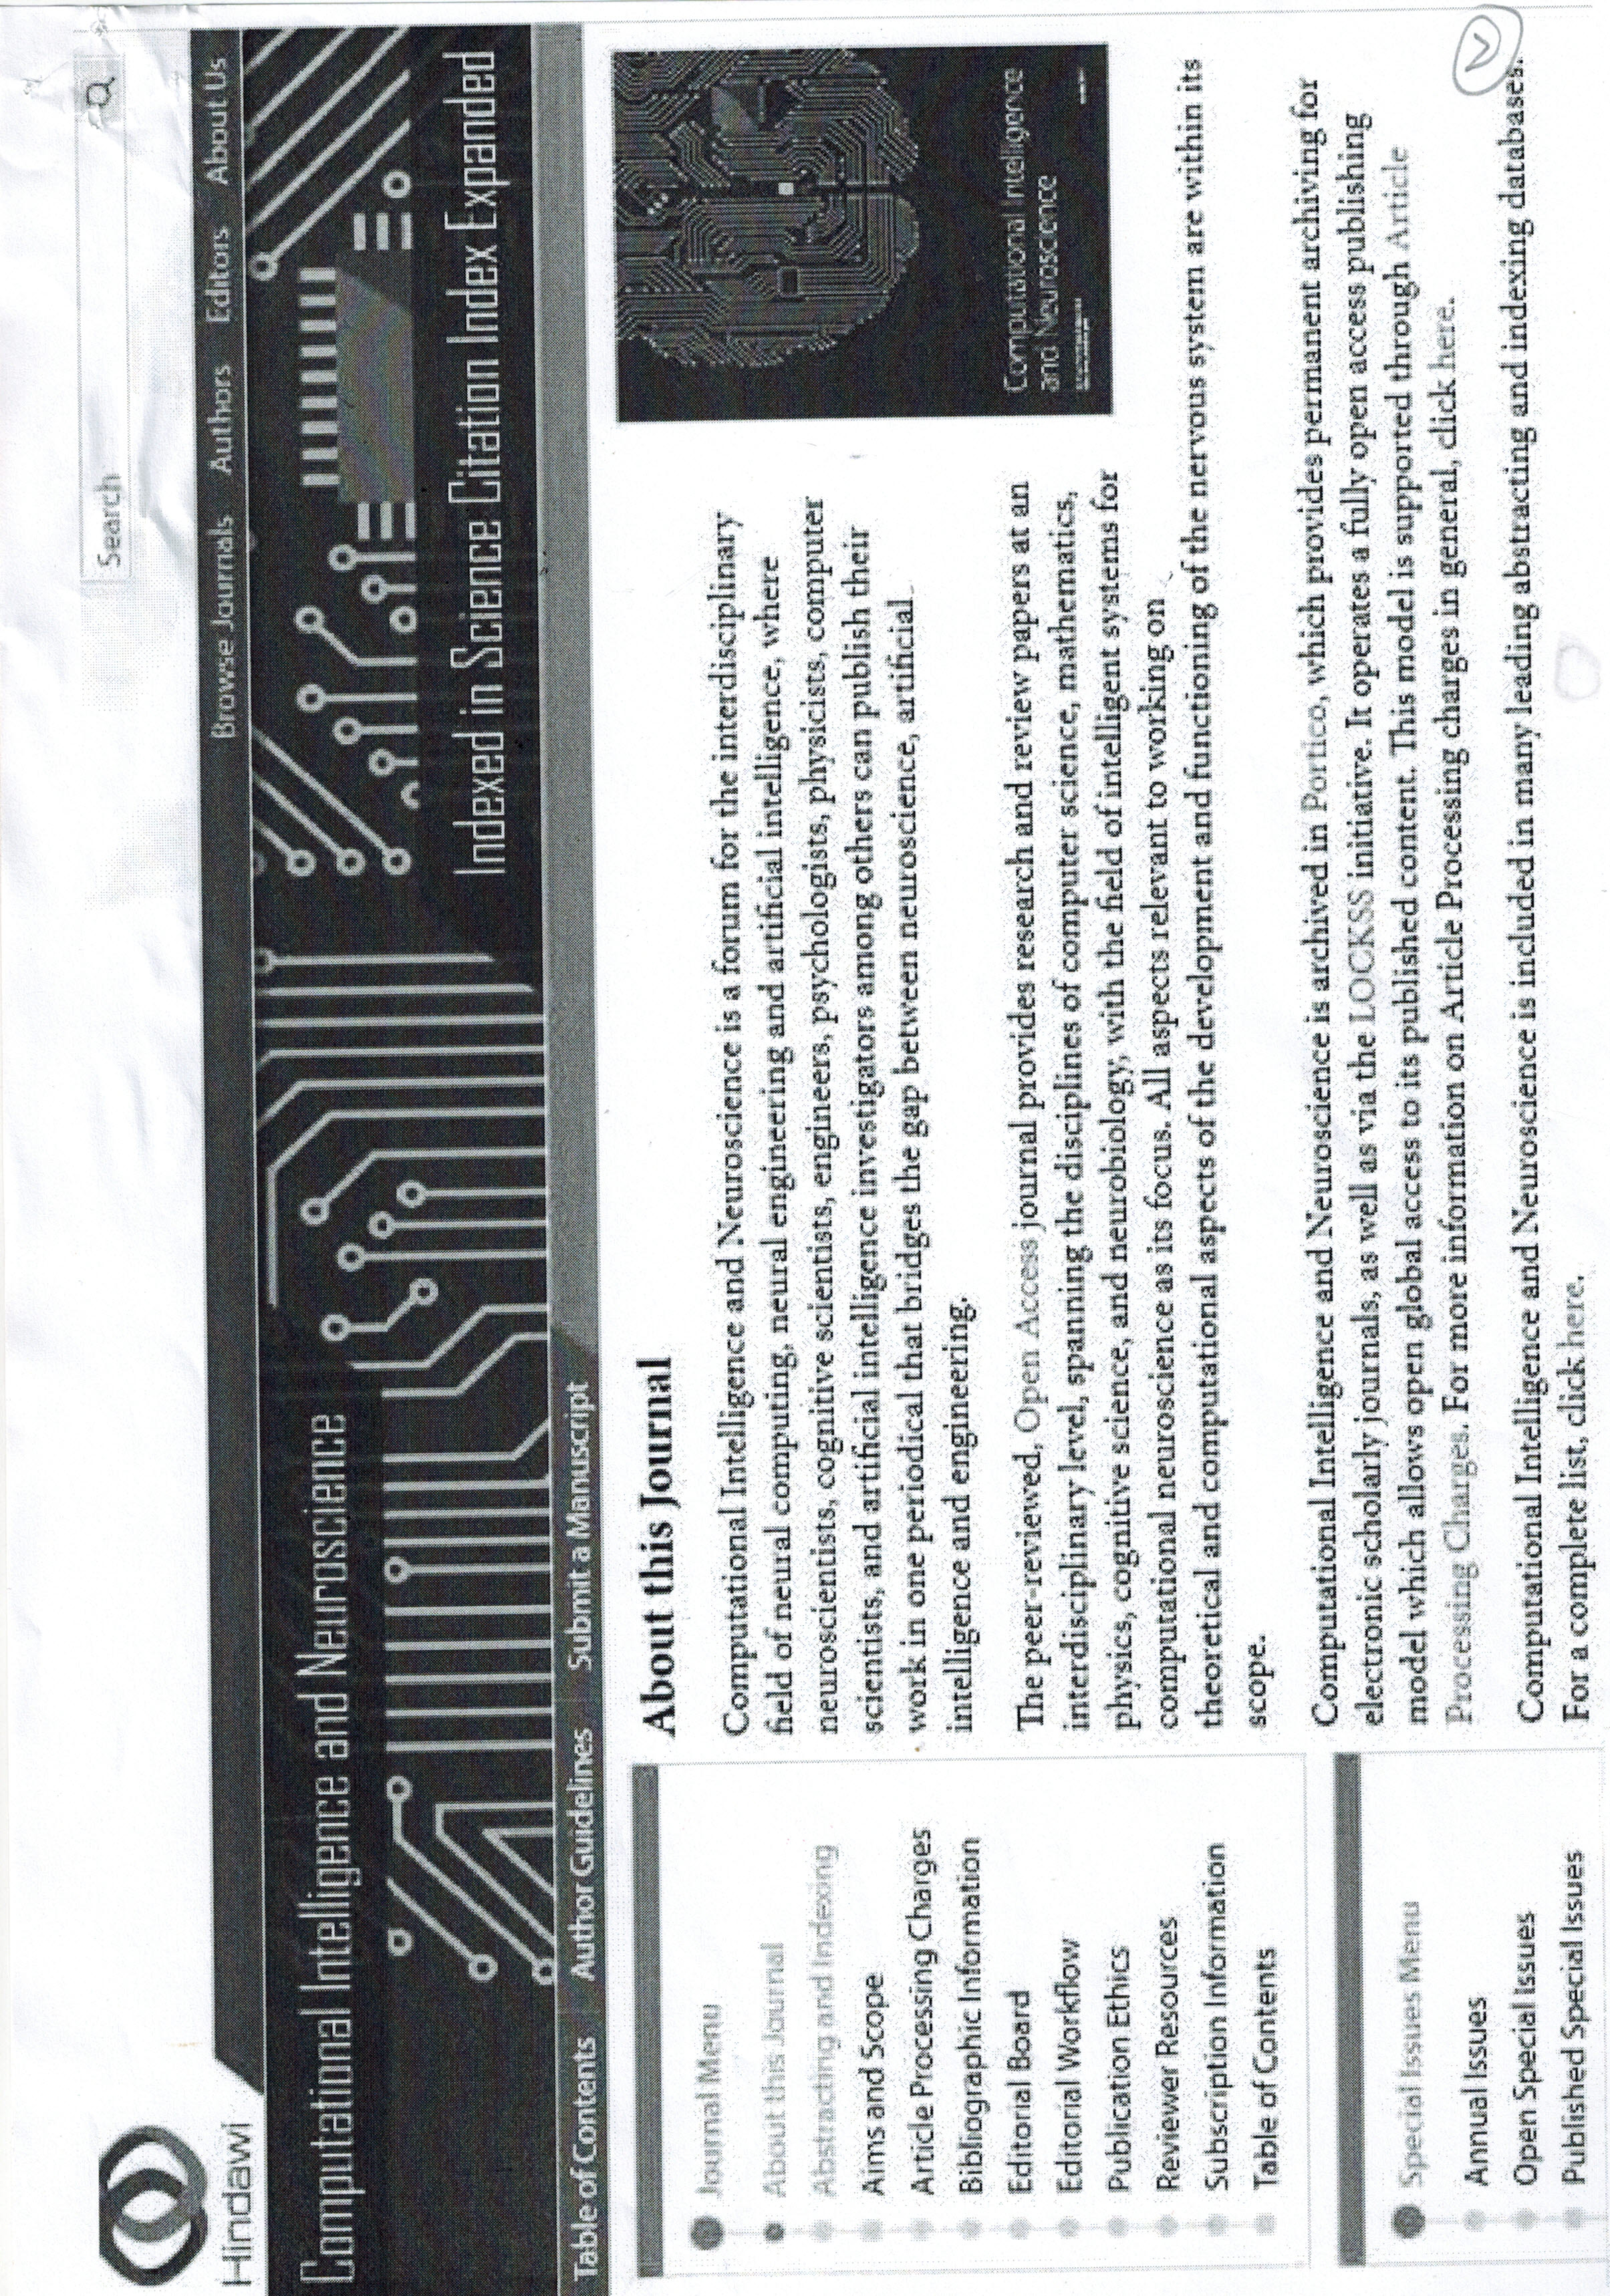 Search
Hindawi
Browse Journals Authors Editors About Us
Computational Intelligence and Neuroscience
Indexed in Science Citation Index Expanded
Table of Contents Author Guidelines Submit a Manuscript
Journal Menu
About this Journal
Abstracting and Indexing
Aims and Scope
Article Processing Charges
Bibliographic Information
Editorial Board
Editorial Workflow
Publication Ethics
Reviewer Resources
Subscription Information
Table of Contents
Special Issues Menu
Annual Issues
Open Special Issues
Published Special Issues
About this Journal
Computational Intelligence and Neuroscience is a forum for the interdisciplinary
field of neural computing, neural engineering and artificial intelligence, where
neuroscientists, cognitive scientists, engineers, psychologists, physicists, computer
scientists, and artificial intelligence investigators among others can publish their
work in one periodical that bridges the gap between neuroscience, artificial
intelligence and engineering.
The peer-reviewed, Open Access journal provides research and review papers at an
interdisciplinary level, spanning the disciplines of computer science, mathematics,
physics, cognitive science, and neurobiology, with the field of intelligent systems for
computational neuroscience as its focus. All aspects relevant to working on
theoretical and computational aspects of the development and functioning of the nervous system are within its
scope.
Computational Intelligence and Neuroscience is archived in Portico, which provides permanent archiving for
electronic scholarly journals, as well as via the LOCKSS initiative. It operates a fully open access publishing
model which allows open global access to its published content. This model is supported through Article
Processing Charges. For more information on Article Processing charges in general, click here.
Computational Intelligence and Neuroscience is included in many leading abstracting and indexing databases.
For a complete list, click here.
Computational Intelligence
and Neuroscience
2